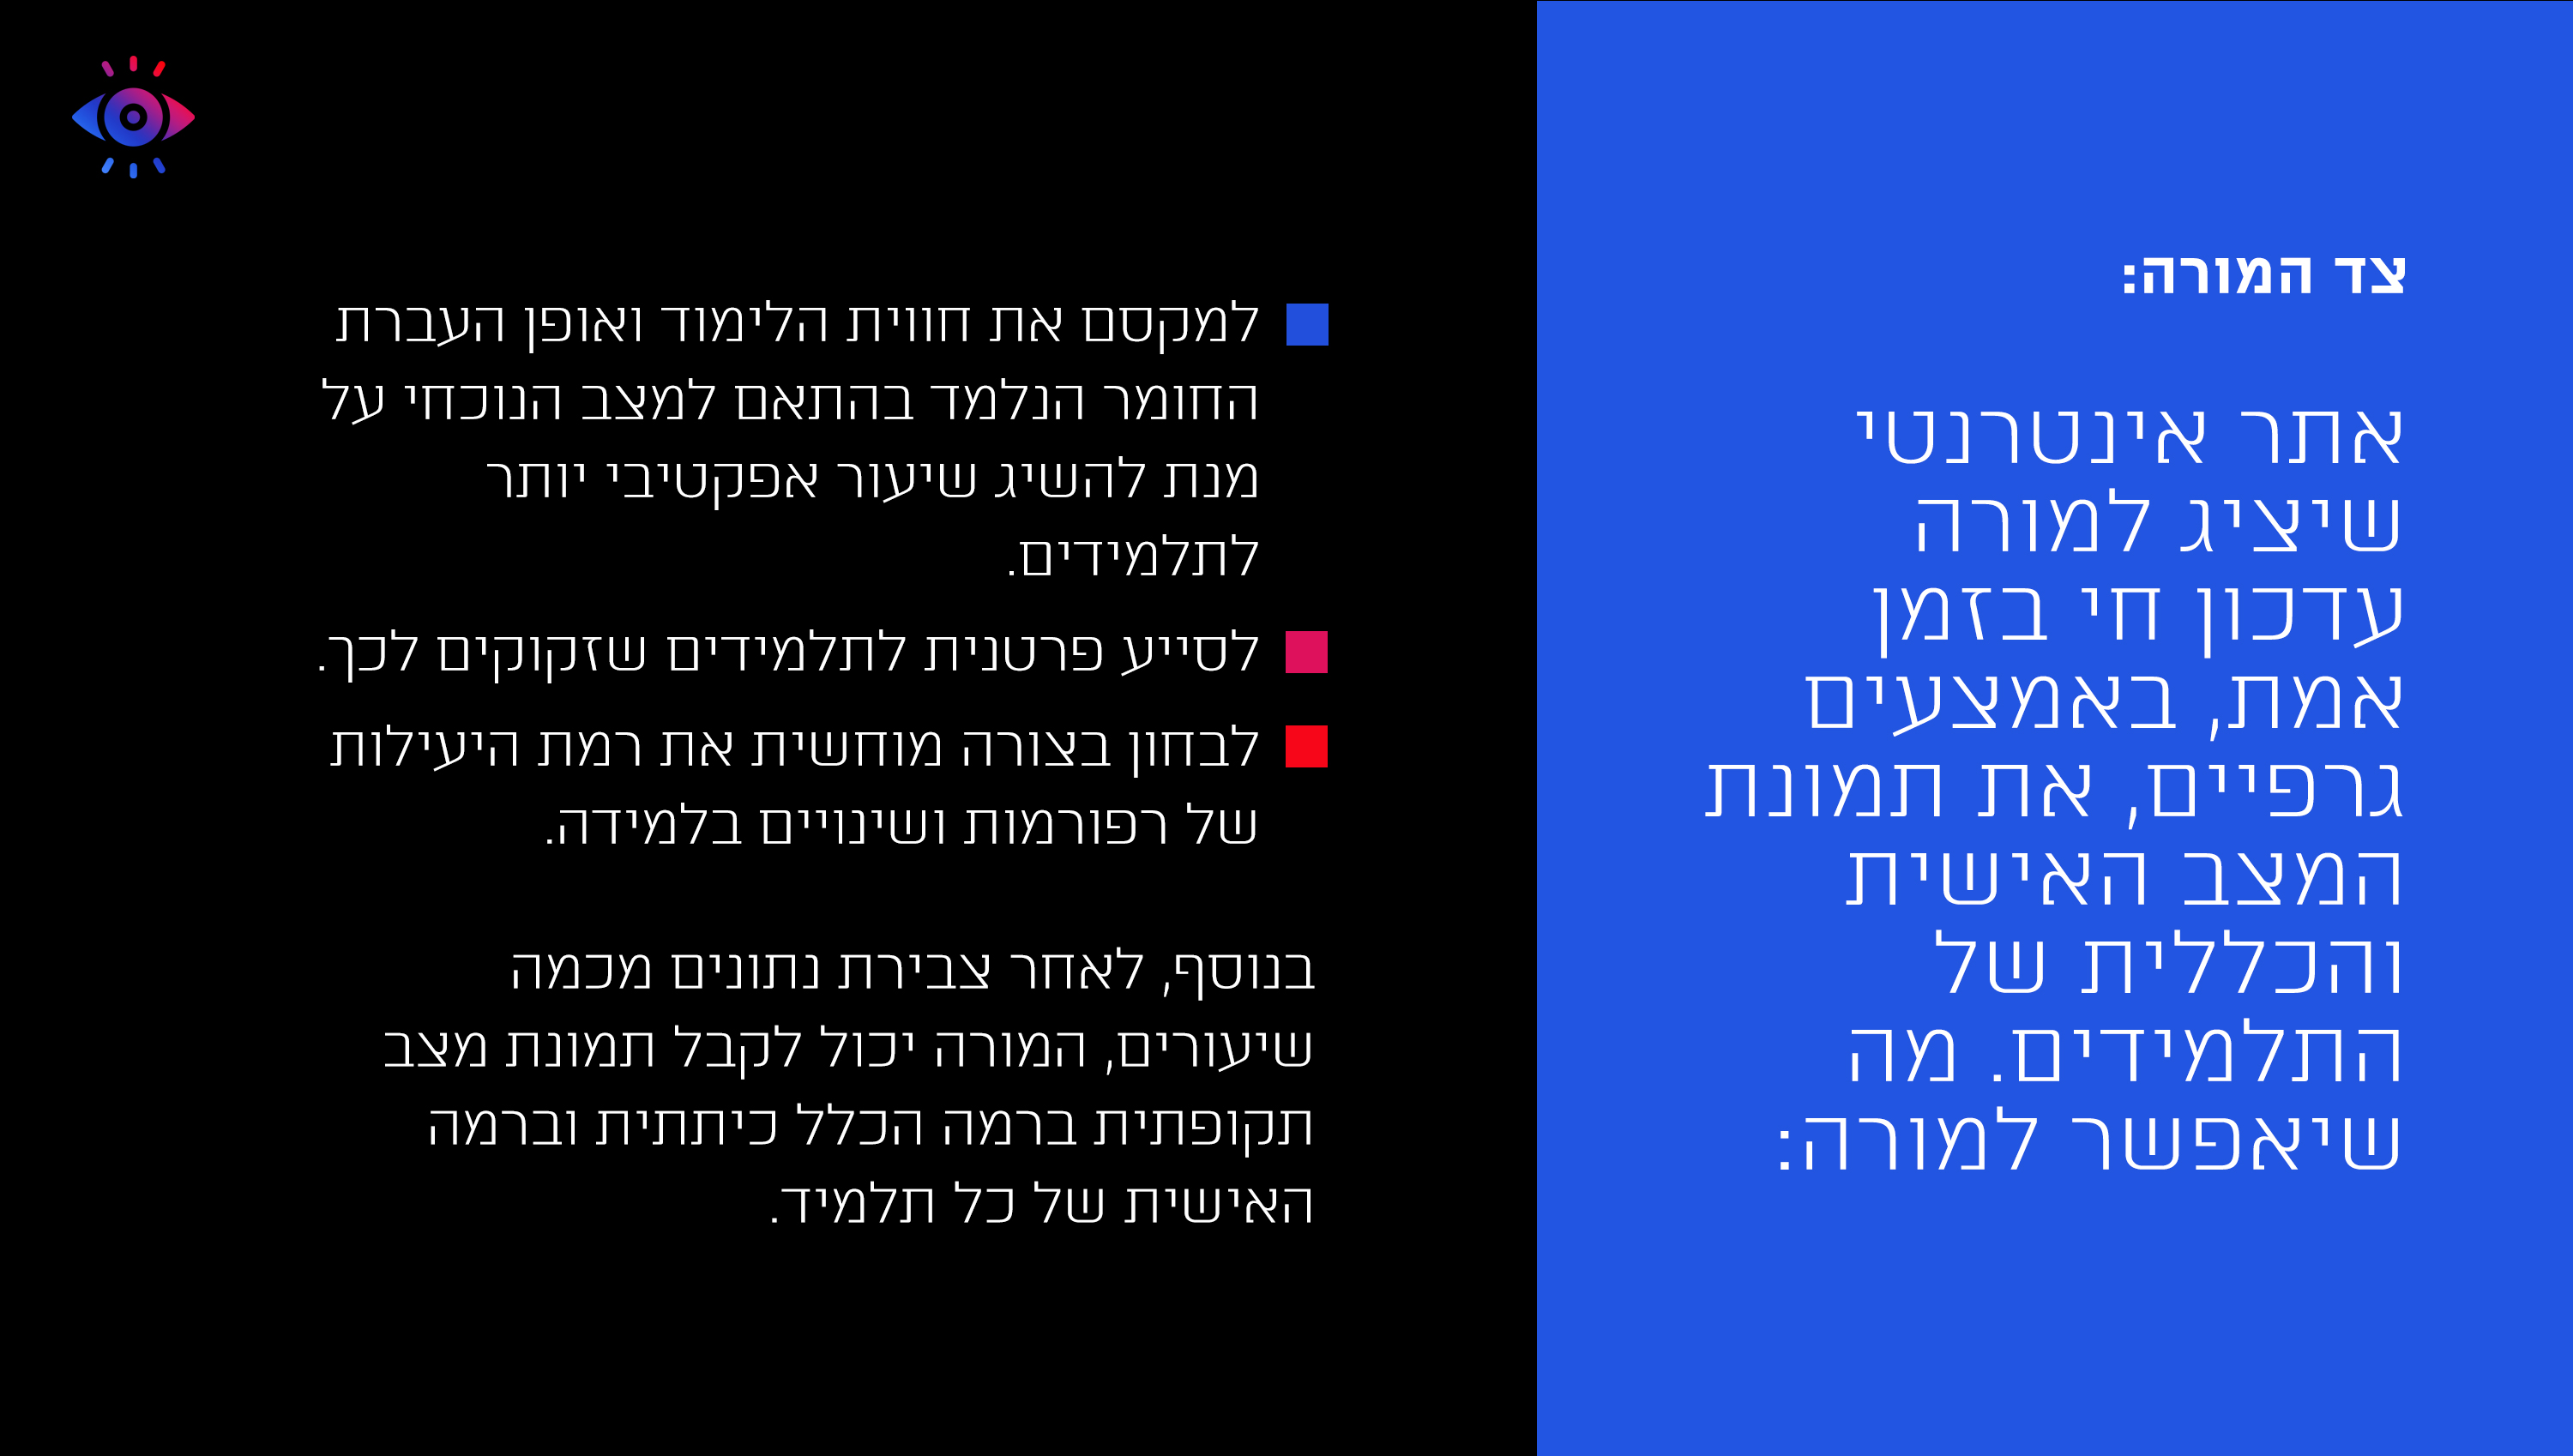 צד המורה:
אתר אינטרנטי
שיציג למורה
עדכון חי בזמן
אמת, באמצעים
גרפיים, את תמונת
המצב האישית
והכללית של
התלמידים. מה
שיאפשר למורה:
למקסם את חווית הלימוד ואופן העברת
החומר הנלמד בהתאם למצב הנוכחי על
מנת להשיג שיעור אפקטיבי יותר
לתלמידים.
לסייע פרטנית לתלמידים שזקוקים לכך.
לבחון בצורה מוחשית את רמת היעילות
של רפורמות ושינויים בלמידה.
בנוסף, לאחר צבירת נתונים מכמה
שיעורים, המורה יכול לקבל תמונת מצב
תקופתית ברמה הכלל כיתתית וברמה
האישית של כל תלמיד.